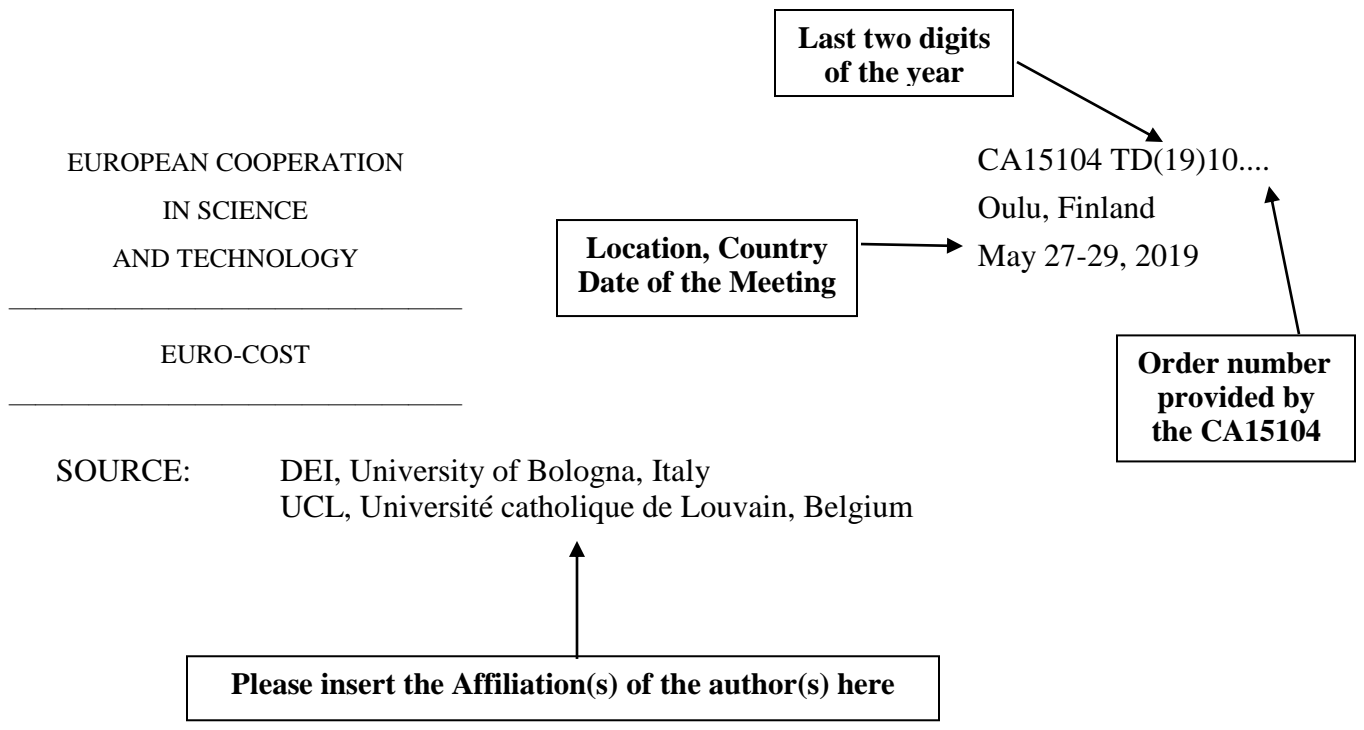 Last two digits
of the year
EUROPEAN COOPERATION
IN SCIENCE
AND TECHNOLOGY
EURO-COST
CA15104 TD(19)10....
Oulu, Finland
May 27-29, 2019
Location, Country
Date of the Meeting
Order number
provided by
the CA15104
SOURCE: DEI, University of Bologna, Italy
UCL, Université catholique de Louvain, Belgium
Please insert the Affiliation(s) of the author(s) here